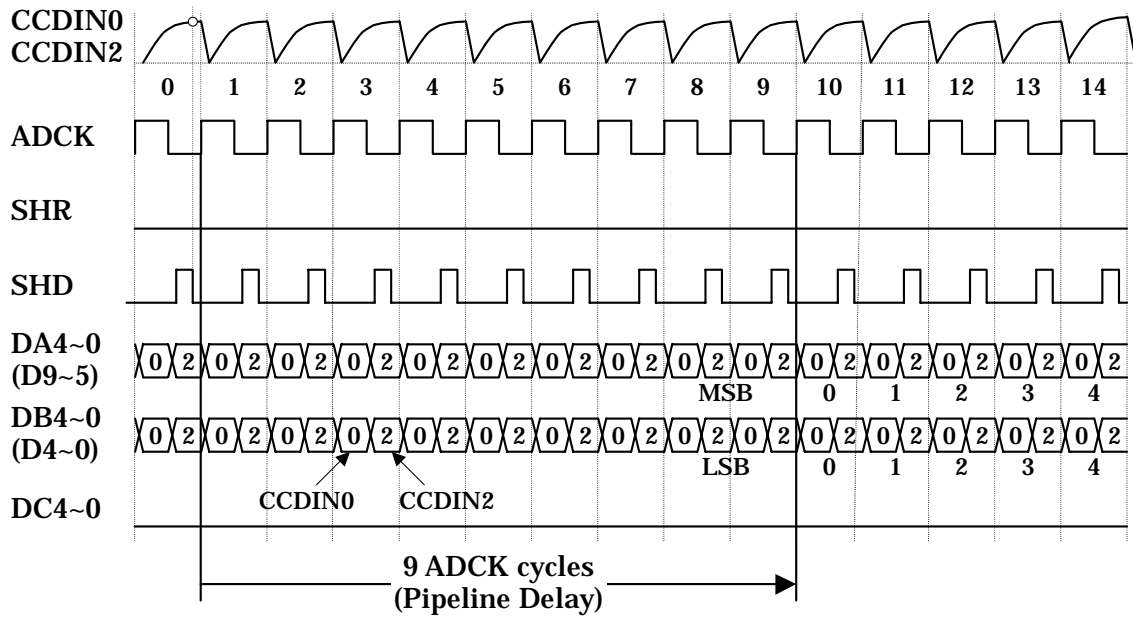 CCDIN0
CCDIN2
0 1 2 3 4 5 6 7 8 9 10 11 12 13 14
ADCK
SHR
SHD
DA4~0
(D9~5)
0 2 0 2 0 2 0 2 0 2 0 2 0 2 0 2 0 2 0 2 0 2 0 2 0 2 0 2 0 2
MSB 0 1 2 3 4
DB4~0
(D4~0)
0 2 0 2 0 2 0 2 0 2 0 2 0 2 0 2 0 2 0 2 0 2 0 2 0 2 0 2 0 2
LSB 0 1 2 3 4
CCDIN0 CCDIN2
DC4~0
9 ADCK cycles
(Pipeline Delay)